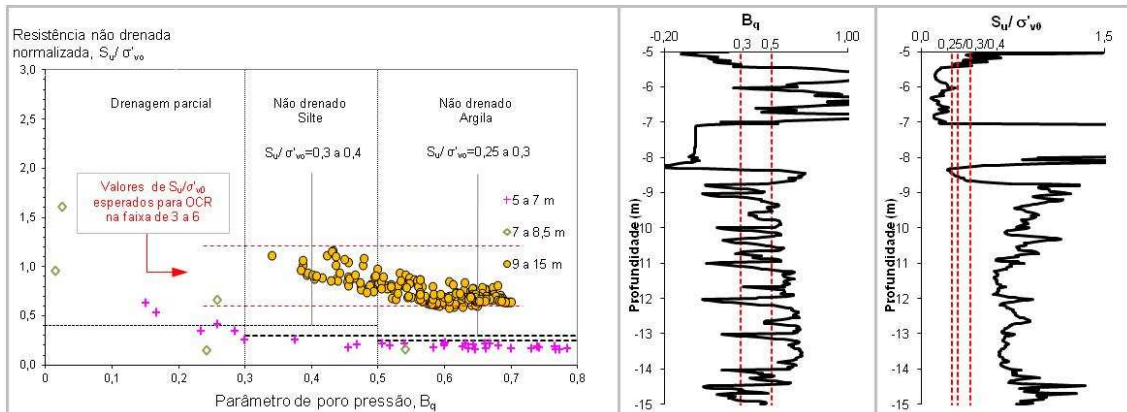 Resistência não drenada
normalizada, Su/ σ'vo
3,0
2,5
2,0
1,5
1,0
0,5
0,0
Drenagem parcial
Não drenado
Silte
Su/ σ'vo=0,3 a 0,4
Não drenado
Argila
Su/ σ'vo=0,25 a 0,3
Valores de Su/σ'v0
esperados para OCR
na faixa de 3 a 6
5 a 7 m
7 a 8,5 m
9 a 15 m
0 0,1 0,2 0,3 0,4 0,5 0,6 0,7 0,8
Parâmetro de poro pressão, Bq
Bq
-0,20 0,3 0,5 1,00
-5
-6
-7
-8
-9
-10
-11
-12
-13
-14
-15
Profundidade (m)
Su/ σ'v0
0,0 0,25 0,3 0,4 1,5
-5
-6
-7
-8
-9
-10
-11
-12
-13
-14
-15
Profundidade (m)